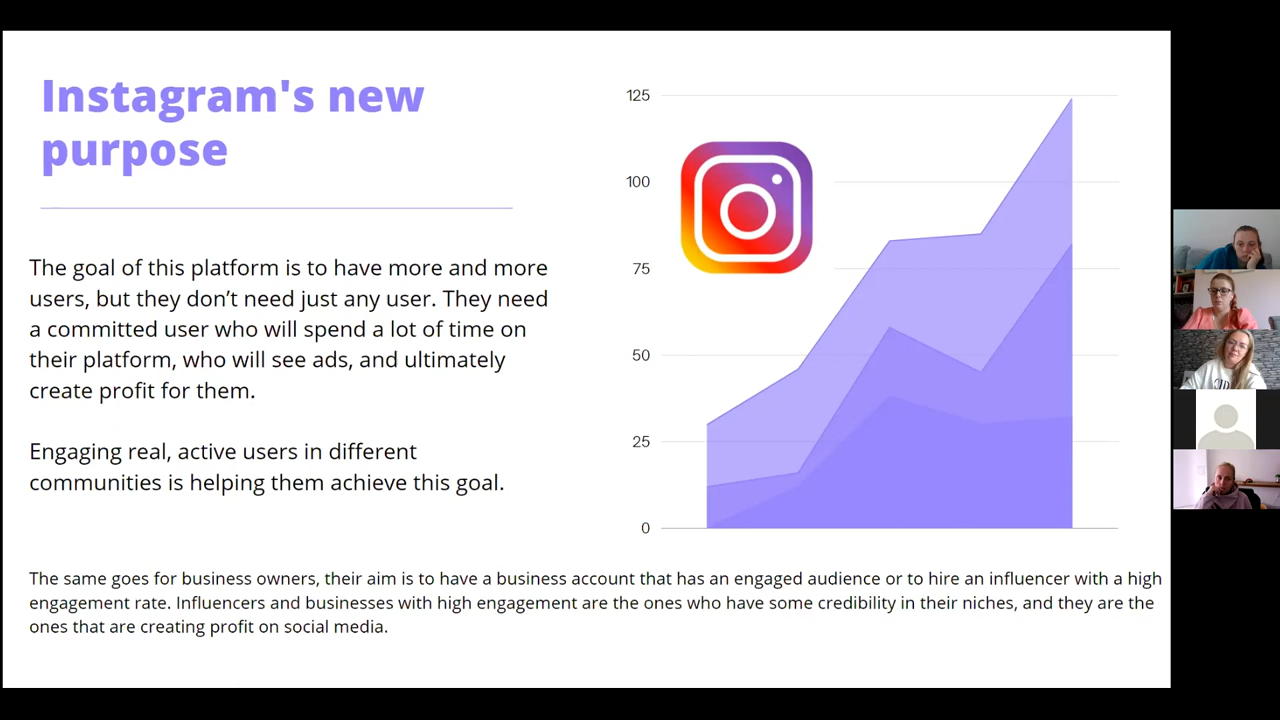 Instagram's new
purpose
The goal of this platform is to have more and more
users, but they don’t need just any user. They need
a committed user who will spend a lot of time on
their platform, who will see ads, and ultimately
create profit for them.
Engaging real, active users in different
communities is helping them achieve this goal.
125
100
75
50
25
0
The same goes for business owners, their aim is to have a business account that has an engaged audience or to hire an influencer with a high
engagement rate. Influencers and businesses with high engagement are the ones who have some credibility in their niches, and they are the
ones that are creating profit on social media.